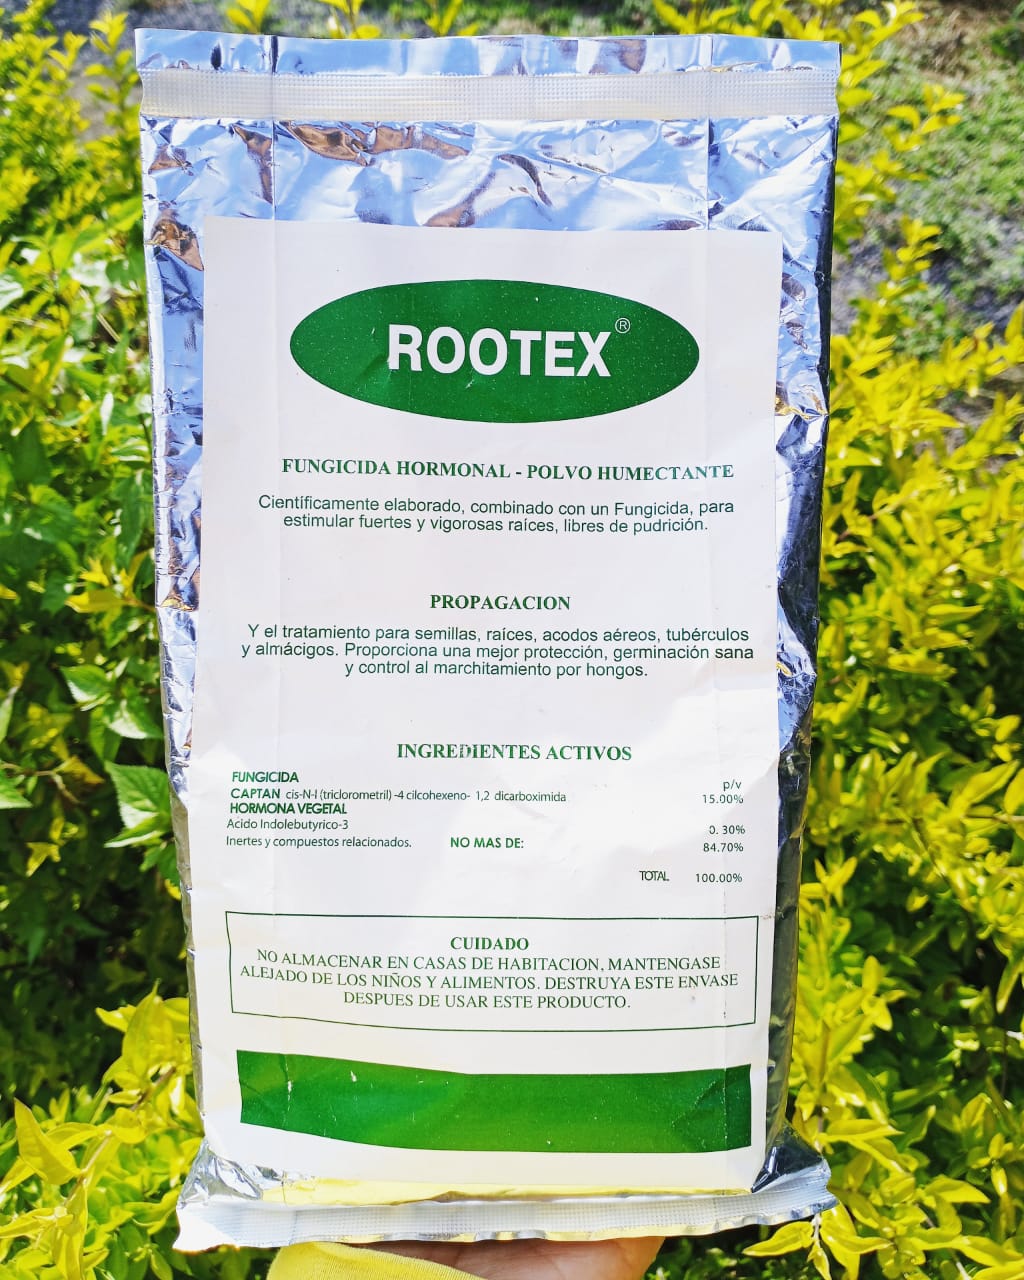 ROOTEX®
FUNGICIDA HORMONAL - POLVO HUMECTANTE
Científicamente elaborado, combinado con un Fungicida, para
estimular fuertes y vigorosas raíces, libres de pudrición.
PROPAGACION
Y el tratamiento para semillas, raíces, acodos aéreos, tubérculos
y almácigos. Proporciona una mejor protección, germinación sana
y control al marchitamiento por hongos.
INGREDIENTES ACTIVOS
FUNGICIDA p/v
CAPTAN cis-N-l (triclorometril) -4 cilcohexeno- 1,2 dicarboximida 15.00%
HORMONA VEGETAL
Acido Indolebutyrico-3 0. 30%
Inertes y compuestos relacionados. NO MAS DE: 84.70%
TOTAL 100.00%
CUIDADO
NO ALMACENAR EN CASAS DE HABITACION, MANTENGASE
ALEJADO DE LOS NIÑOS Y ALIMENTOS. DESTRUYA ESTE ENVASE
DESPUES DE USAR ESTE PRODUCTO.